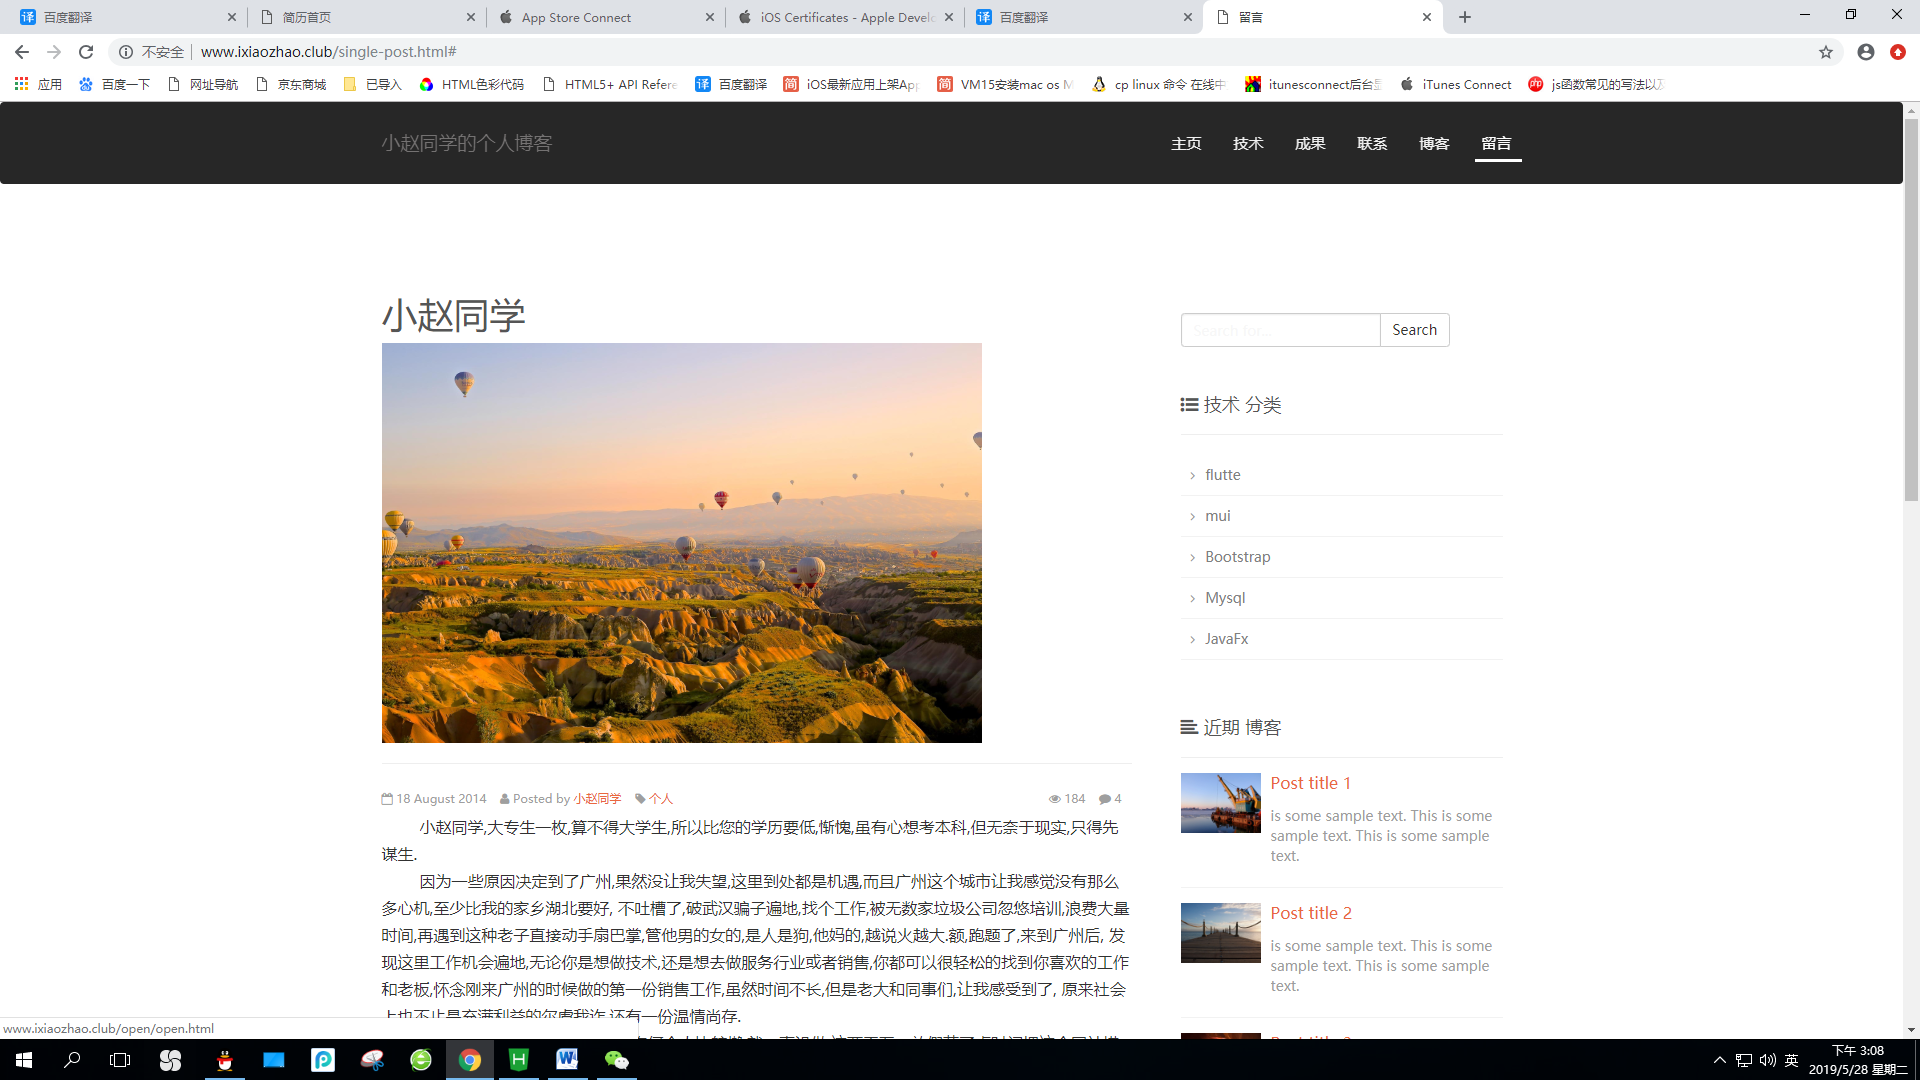 百度翻译
简历首页
App Store Connect
iOS Certificates - Apple Develo
百度翻译
留言
不安全 www.ixiaozhao.club/single-post.html#
应用
百度一下
网址导航
京东商城
已导入
HTML色彩代码
HTML5+ API Refere
百度翻译
iOS最新应用上架App
VM15安装mac os M
cp linux 命令 在线中
itunesconnect后台显
iTunes Connect
js函数常见的写法以及
小赵同学的个人博客
主页 技术 成果 联系 博客 留言
小赵同学
Search for...
Search
技术 分类
flutte
mui
Bootstrap
Mysql
JavaFx
近期 博客
Post title 1
is some sample text. This is some
sample text. This is some sample
text.
Post title 2
is some sample text. This is some
sample text. This is some sample
text.
18 August 2014 Posted by 小赵同学 个人 184 4
小赵同学,大专生一枚,算不得大学生,所以比您的学历要低,惭愧,虽有心想考本科,但无奈于现实,只得先
谋生.
因为一些原因决定到了广州,果然没让我失望,这里到处都是机遇,而且广州这个城市让我感觉没有那么
多心机,至少比我的家乡湖北要好, 不吐槽了,破武汉骗子遍地,找个工作,被无数家垃圾公司忽悠培训,浪费大量
时间,再遇到这种老子直接动手扇巴掌,管他男的女的,是人是狗,他妈的,越说火越大.额,跑题了,来到广州后, 发
现这里工作机会遍地,无论你是想做技术,还是想去做服务行业或者销售,你都可以很轻松的找到你喜欢的工作
和老板,怀念刚来广州的时候做的第一份销售工作,虽然时间不长,但是老大和同事们,让我感受到了, 原来社会
上也不止是充满利益的尔虞我诈,还有一份温情尚存.
www.ixiaozhao.club/open/open.html
英
下午 3:08
2019/5/28 星期二